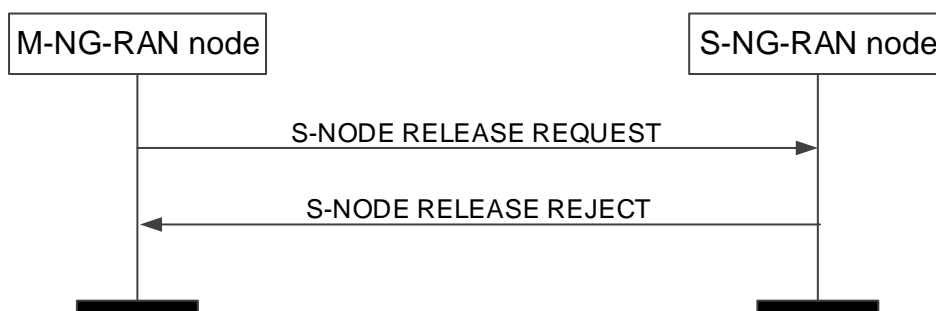 M-NG-RAN node
S-NG-RAN node
S-NODE RELEASE REQUEST
S-NODE RELEASE REJECT